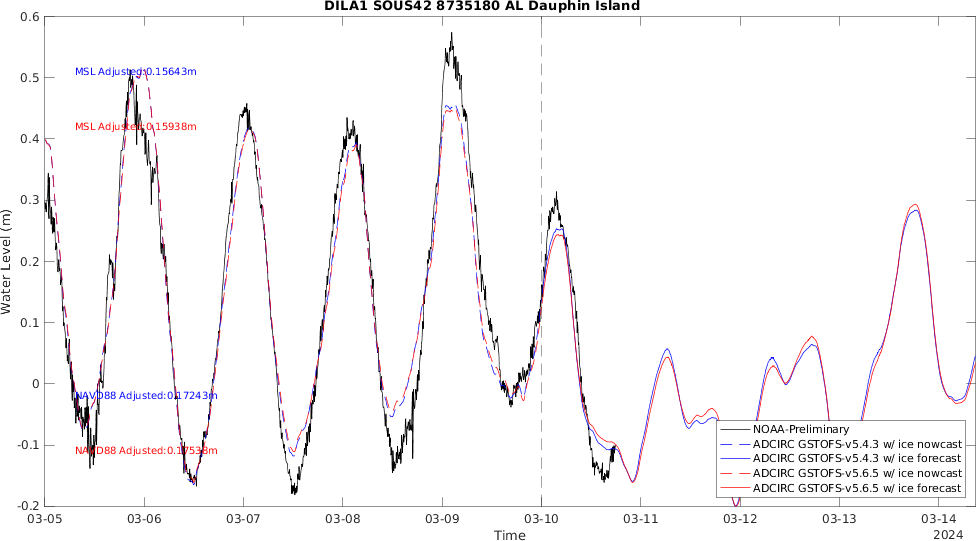 DILA1 SOUS42 8735180 AL Dauphin Island
0.6
0.5
0.4
0.3
0.2
0.1
0
-0.1
-0.2
Water Level (m)
MSL Adjusted:0.15643m
MSL Adjusted:0.15938m
NAVD88 Adjusted:0.17243m
NAVD88 Adjusted:0.17538m
NOAA-Preliminary
ADCIRC GSTOFS-v5.4.3 w/ ice nowcast
ADCIRC GSTOFS-v5.4.3 w/ ice forecast
ADCIRC GSTOFS-v5.6.5 w/ ice nowcast
ADCIRC GSTOFS-v5.6.5 w/ ice forecast
03-05 03-06 03-07 03-08 03-09 03-10 03-11 03-12 03-13 03-14
Time
2024